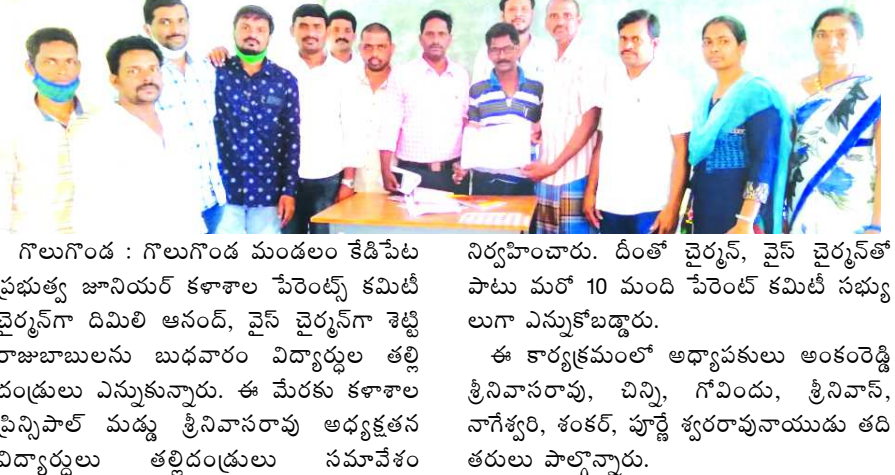 గొలుగొండ : గొలుగొండ మండలం కేడిపేట
ప్రభుత్వ జూనియర్ కళాశాల పేరెంట్స్ కమిటీ
చైర్మన్‌గా దిమిలి ఆనంద్, వైస్ చైర్మన్‌గా శెట్టి
రాజుబాబులను బుధవారం విద్యార్ధుల తల్లి
దండ్రులు ఎన్నుకున్నారు. ఈ మేరకు కళాశాల
ప్రిన్సిపాల్ మడ్డు శ్రీనివాసరావు అధ్యక్షతన
విద్యార్ధులు తల్లిదండ్రులు సమావేశం
నిర్వహించారు. దీంతో చైర్మన్, వైస్ చైర్మన్‌తో
పాటు మరో 10 మంది పేరెంట్ కమిటీ సభ్యు
లుగా ఎన్నుకోబడ్డారు.
ఈ కార్యక్రమంలో అధ్యాపకులు అంకంరెడ్డి
శ్రీనివాసరావు, చిన్ని, గోవిందు, శ్రీనివాస్,
నాగేశ్వరి, శంకర్, పూర్ణే శ్వరరావునాయుడు తది
తరులు పాల్గొన్నారు.